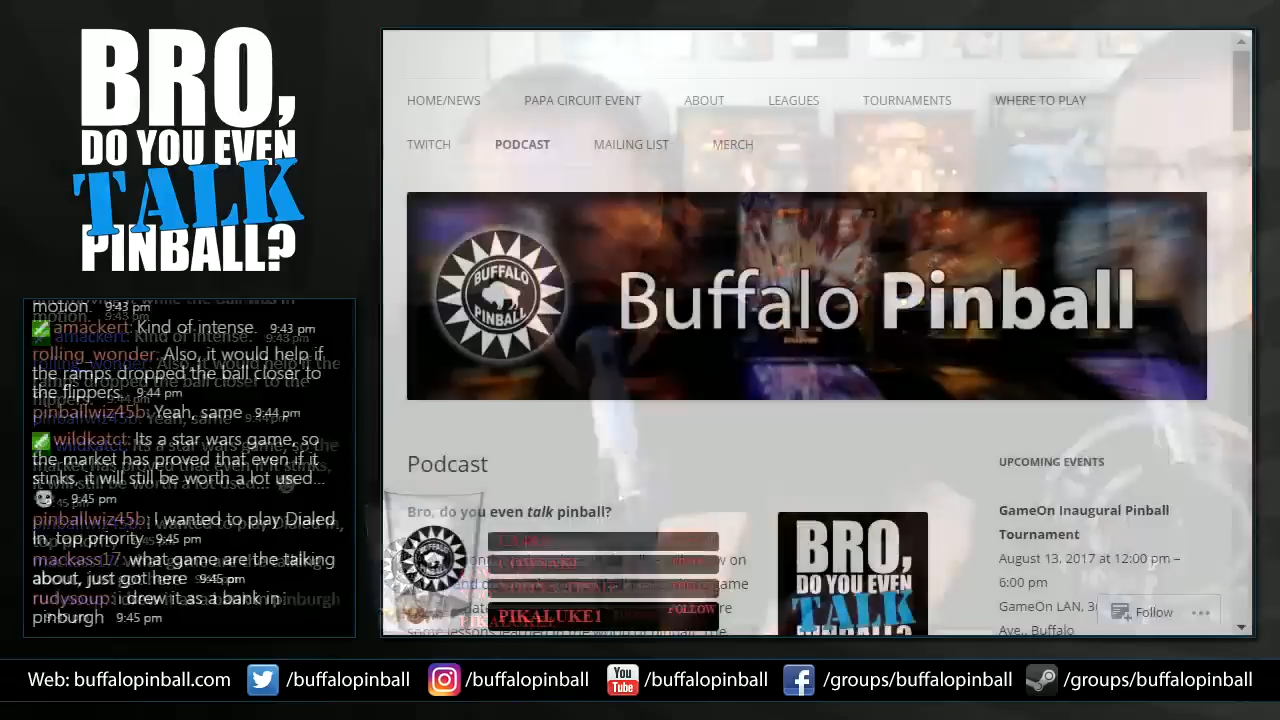 BRO,
DO YOU EVEN
TALK
PINBALL?
motion. 9:43 pm
amackert: Kind of intense. 9:43 pm
rolling_wonder: Also, it would help if
the ramps dropped the ball closer to
the flippers. 9:44 pm
pinballwiz45b: Yeah, same 9:44 pm
wildkatct: Its a star wars game, so
the market has proved that even if it
stinks, it will still be worth a lot used...
9:45 pm
pinballwiz45b: I wanted to play Dialed
in, top priority 9:45 pm
mackass17: what game are the talking
about, just got here 9:45 pm
rudysoup: i drew it as a bank in
pinburgh 9:45 pm
HOME/NEWS PAPA CIRCUIT EVENT ABOUT LEAGUES TOURNAMENTS WHERE TO PLAY
TWITCH PODCAST MAILING LIST MERCH
BUFFALO
PINBALL
Buffalo Pinball
Podcast
Bro, do you even talk pinball?
BRO,
DO YOU EVEN
TALK
UPCOMING EVENTS
GameOn Inaugural Pinball
Tournament
August 13, 2017 at 12:00 pm –
6:00 pm
GameOn LAN,
Ave., Buffalo
Follow
PIKALUKE1 FOLLOW
Web: buffalopinball.com /buffalopinball /buffalopinball You Tube /buffalopinball /groups/buffalopinball /groups/buffalopinball